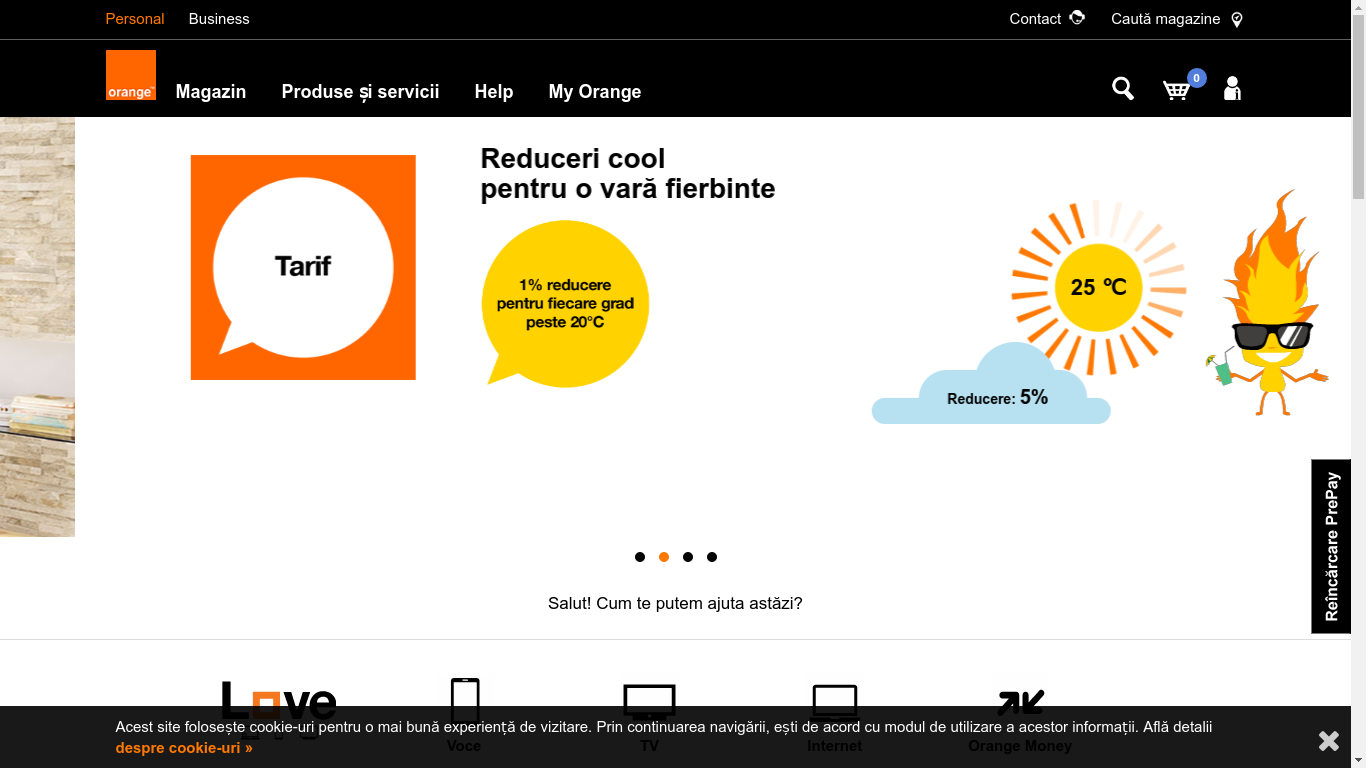 Personal Business Contact Caută magazine
orange™ Magazin Produse și servicii Help My Orange 0
Reduceri cool
pentru o vară fierbinte
Tarif
1% reducere
pentru fiecare grad
peste 20°C
25 °C
Reducere: 5%
Reîncărcare PrePay
Salut! Cum te putem ajuta astăzi?
Love
Voce TV Internet Orange Money
Acest site folosește cookie-uri pentru o mai bună experiență de vizitare. Prin continuarea navigării, ești de acord cu modul de utilizare a acestor informații. Află detalii
despre cookie-uri »